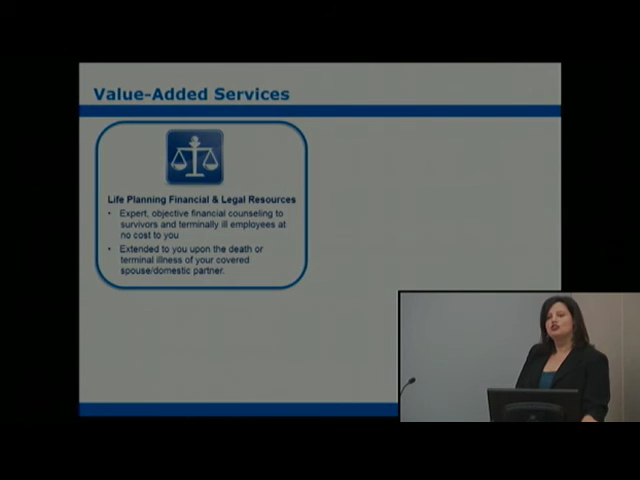 Value-Added Services
Life Planning Financial & Legal Resources
• Expert, objective financial counseling to
survivors and terminally ill employees at
no cost to you
• Extended to you upon the death or
terminal illness of your covered
spouse/domestic partner.